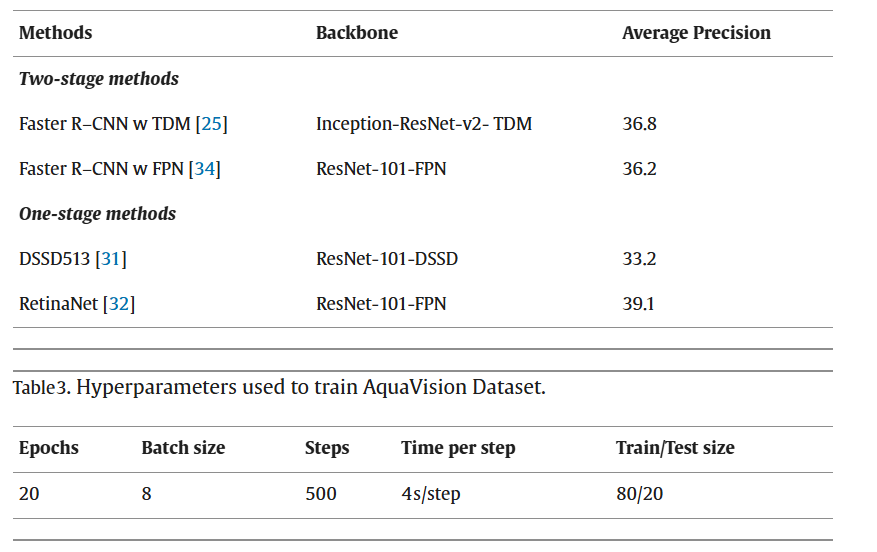 Methods Backbone Average Precision
Two-stage methods
Faster R–CNN w TDM [25] Inception-ResNet-v2- TDM 36.8
Faster R–CNN w FPN [34] ResNet-101-FPN 36.2
One-stage methods
DSSD513 [31] ResNet-101-DSSD 33.2
RetinaNet [32] ResNet-101-FPN 39.1
Table3. Hyperparameters used to train AquaVision Dataset.
Epochs Batch size Steps Time per step Train/Test size
20 8 500 4s/step 80/20